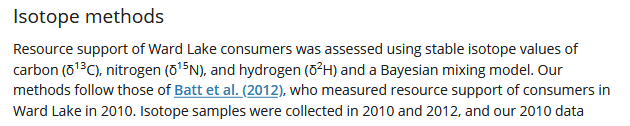 Isotope methods
Resource support of Ward Lake consumers was assessed using stable isotope values of
carbon (δ¹³C), nitrogen (δ¹⁵N), and hydrogen (δ²H) and a Bayesian mixing model. Our
methods follow those of Batt et al. (2012), who measured resource support of consumers in
Ward Lake in 2010. Isotope samples were collected in 2010 and 2012, and our 2010 data